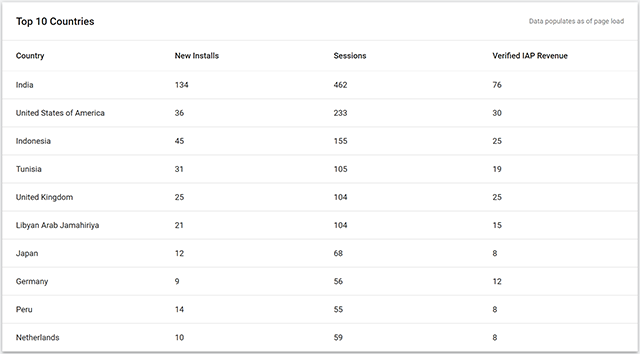 Top 10 Countries Data populates as of page load
Country New Installs Sessions Verified IAP Revenue
India 134 462 76
United States of America 36 233 30
Indonesia 45 155 25
Tunisia 31 105 19
United Kingdom 25 104 25
Libyan Arab Jamahiriya 21 104 15
Japan 12 68 8
Germany 9 56 12
Peru 14 55 8
Netherlands 10 59 8